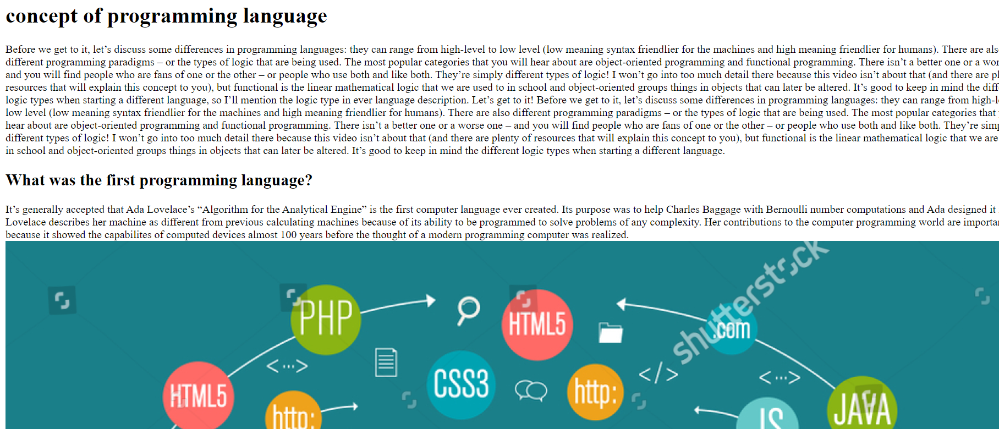 concept of programming language
Before we get to it, let’s discuss some differences in programming languages: they can range from high-level to low level (low meaning syntax friendlier for the machines and high meaning friendlier for humans). There are
different programming paradigms – or the types of logic that are being used. The most popular categories that you will hear about are object-oriented programming and functional programming. There isn’t a better one or a
and you will find people who are fans of one or the other – or people who use both and like both. They’re simply different types of logic! I won’t go into too much detail there because this video isn’t about that (and there are
resources that will explain this concept to you), but functional is the linear mathematical logic that we are used to in school and object-oriented groups things in objects that can later be altered. It’s good to keep in mind the
logic types when starting a different language, so I’ll mention the logic type in ever language description. Let’s get to it! Before we get to it, let’s discuss some differences in programming languages: they can range from
low level (low meaning syntax friendlier for the machines and high meaning friendlier for humans). There are also different programming paradigms – or the types of logic that are being used. The most popular categories that
hear about are object-oriented programming and functional programming. There isn’t a better one or a worse one – and you will find people who are fans of one or the other – or people who use both and like both. They’re
different types of logic! I won’t go into too much detail there because this video isn’t about that (and there are plenty of resources that will explain this concept to you), but functional is the linear mathematical logic that we are
in school and object-oriented groups things in objects that can later be altered. It’s good to keep in mind the different logic types when starting a different language.
What was the first programming language?
It’s generally accepted that Ada Lovelace’s “Algorithm for the Analytical Engine” is the first computer language ever created. Its purpose was to help Charles Baggage with Bernoulli number computations and Ada designed it
Lovelace describes her machine as different from previous calculating machines because of its ability to be programmed to solve problems of any complexity. Her contributions to the computer programming world are
because it showed the capabilites of computed devices almost 100 years before the thought of a modern programming computer was realized.
shutterstock
PHP
HTML5
.com
<···>
</>
<···>
CSS3
http:
HTML5
http:
JS
JAVA